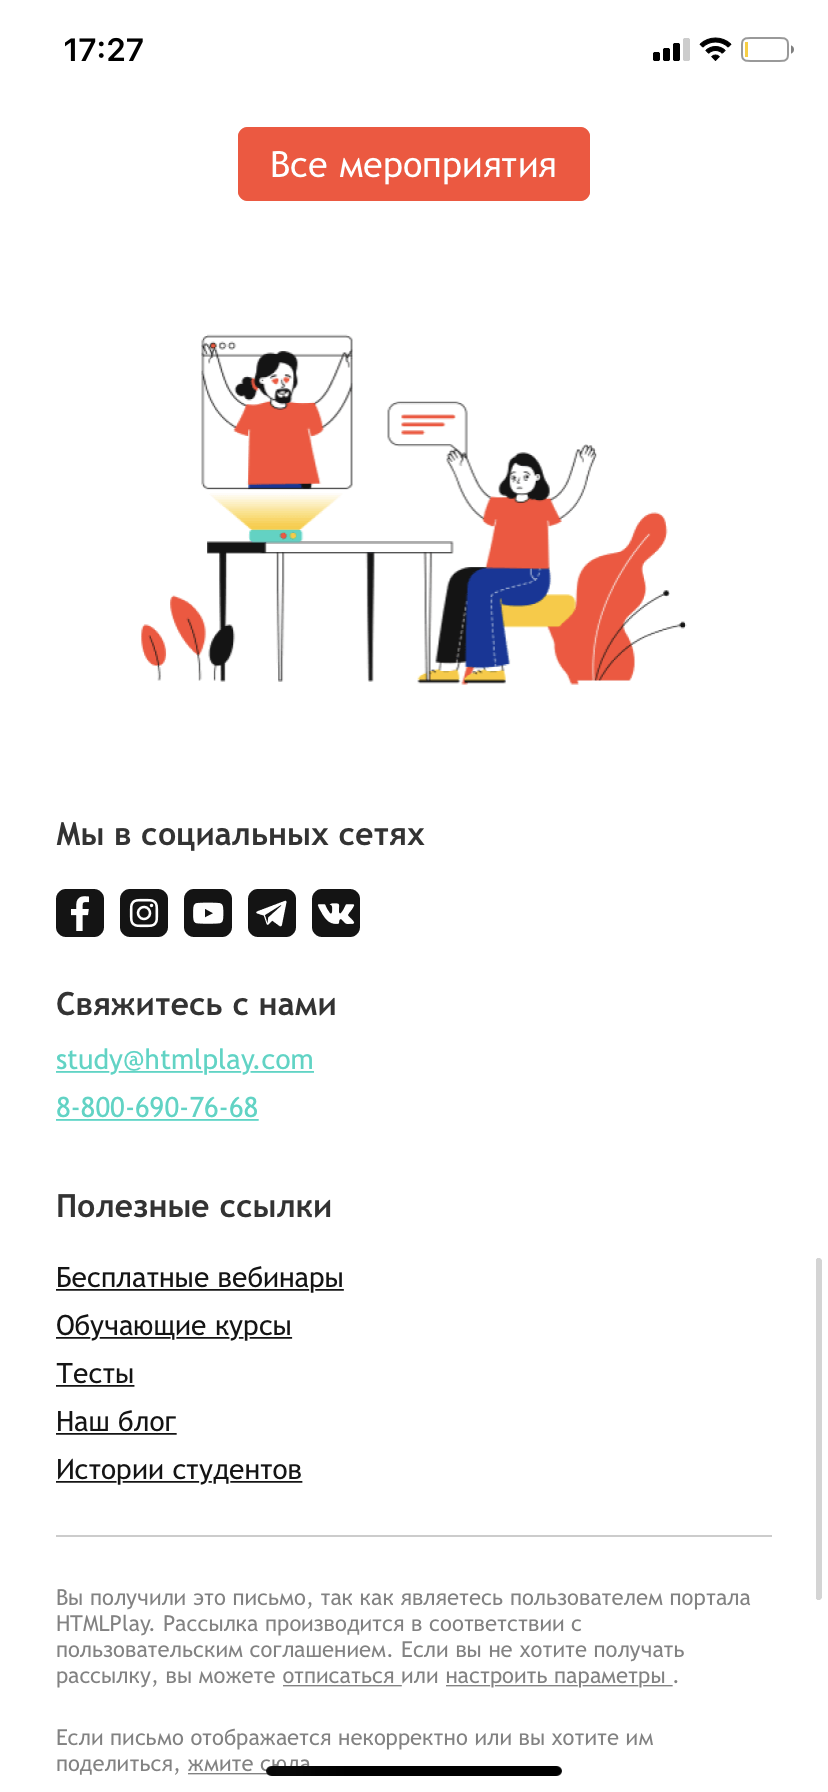 17:27
Все мероприятия
Мы в социальных сетях
Свяжитесь с нами
study@htmlplay.com
8-800-690-76-68
Полезные ссылки
Бесплатные вебинары
Обучающие курсы
Тесты
Наш блог
Истории студентов
Вы получили это письмо, так как являетесь пользователем портала
HTMLPlay. Рассылка производится в соответствии с
пользовательским соглашением. Если вы не хотите получать
рассылку, вы можете отписаться или настроить параметры .
Если письмо отображается некорректно или вы хотите им
поделиться, жмите сюда